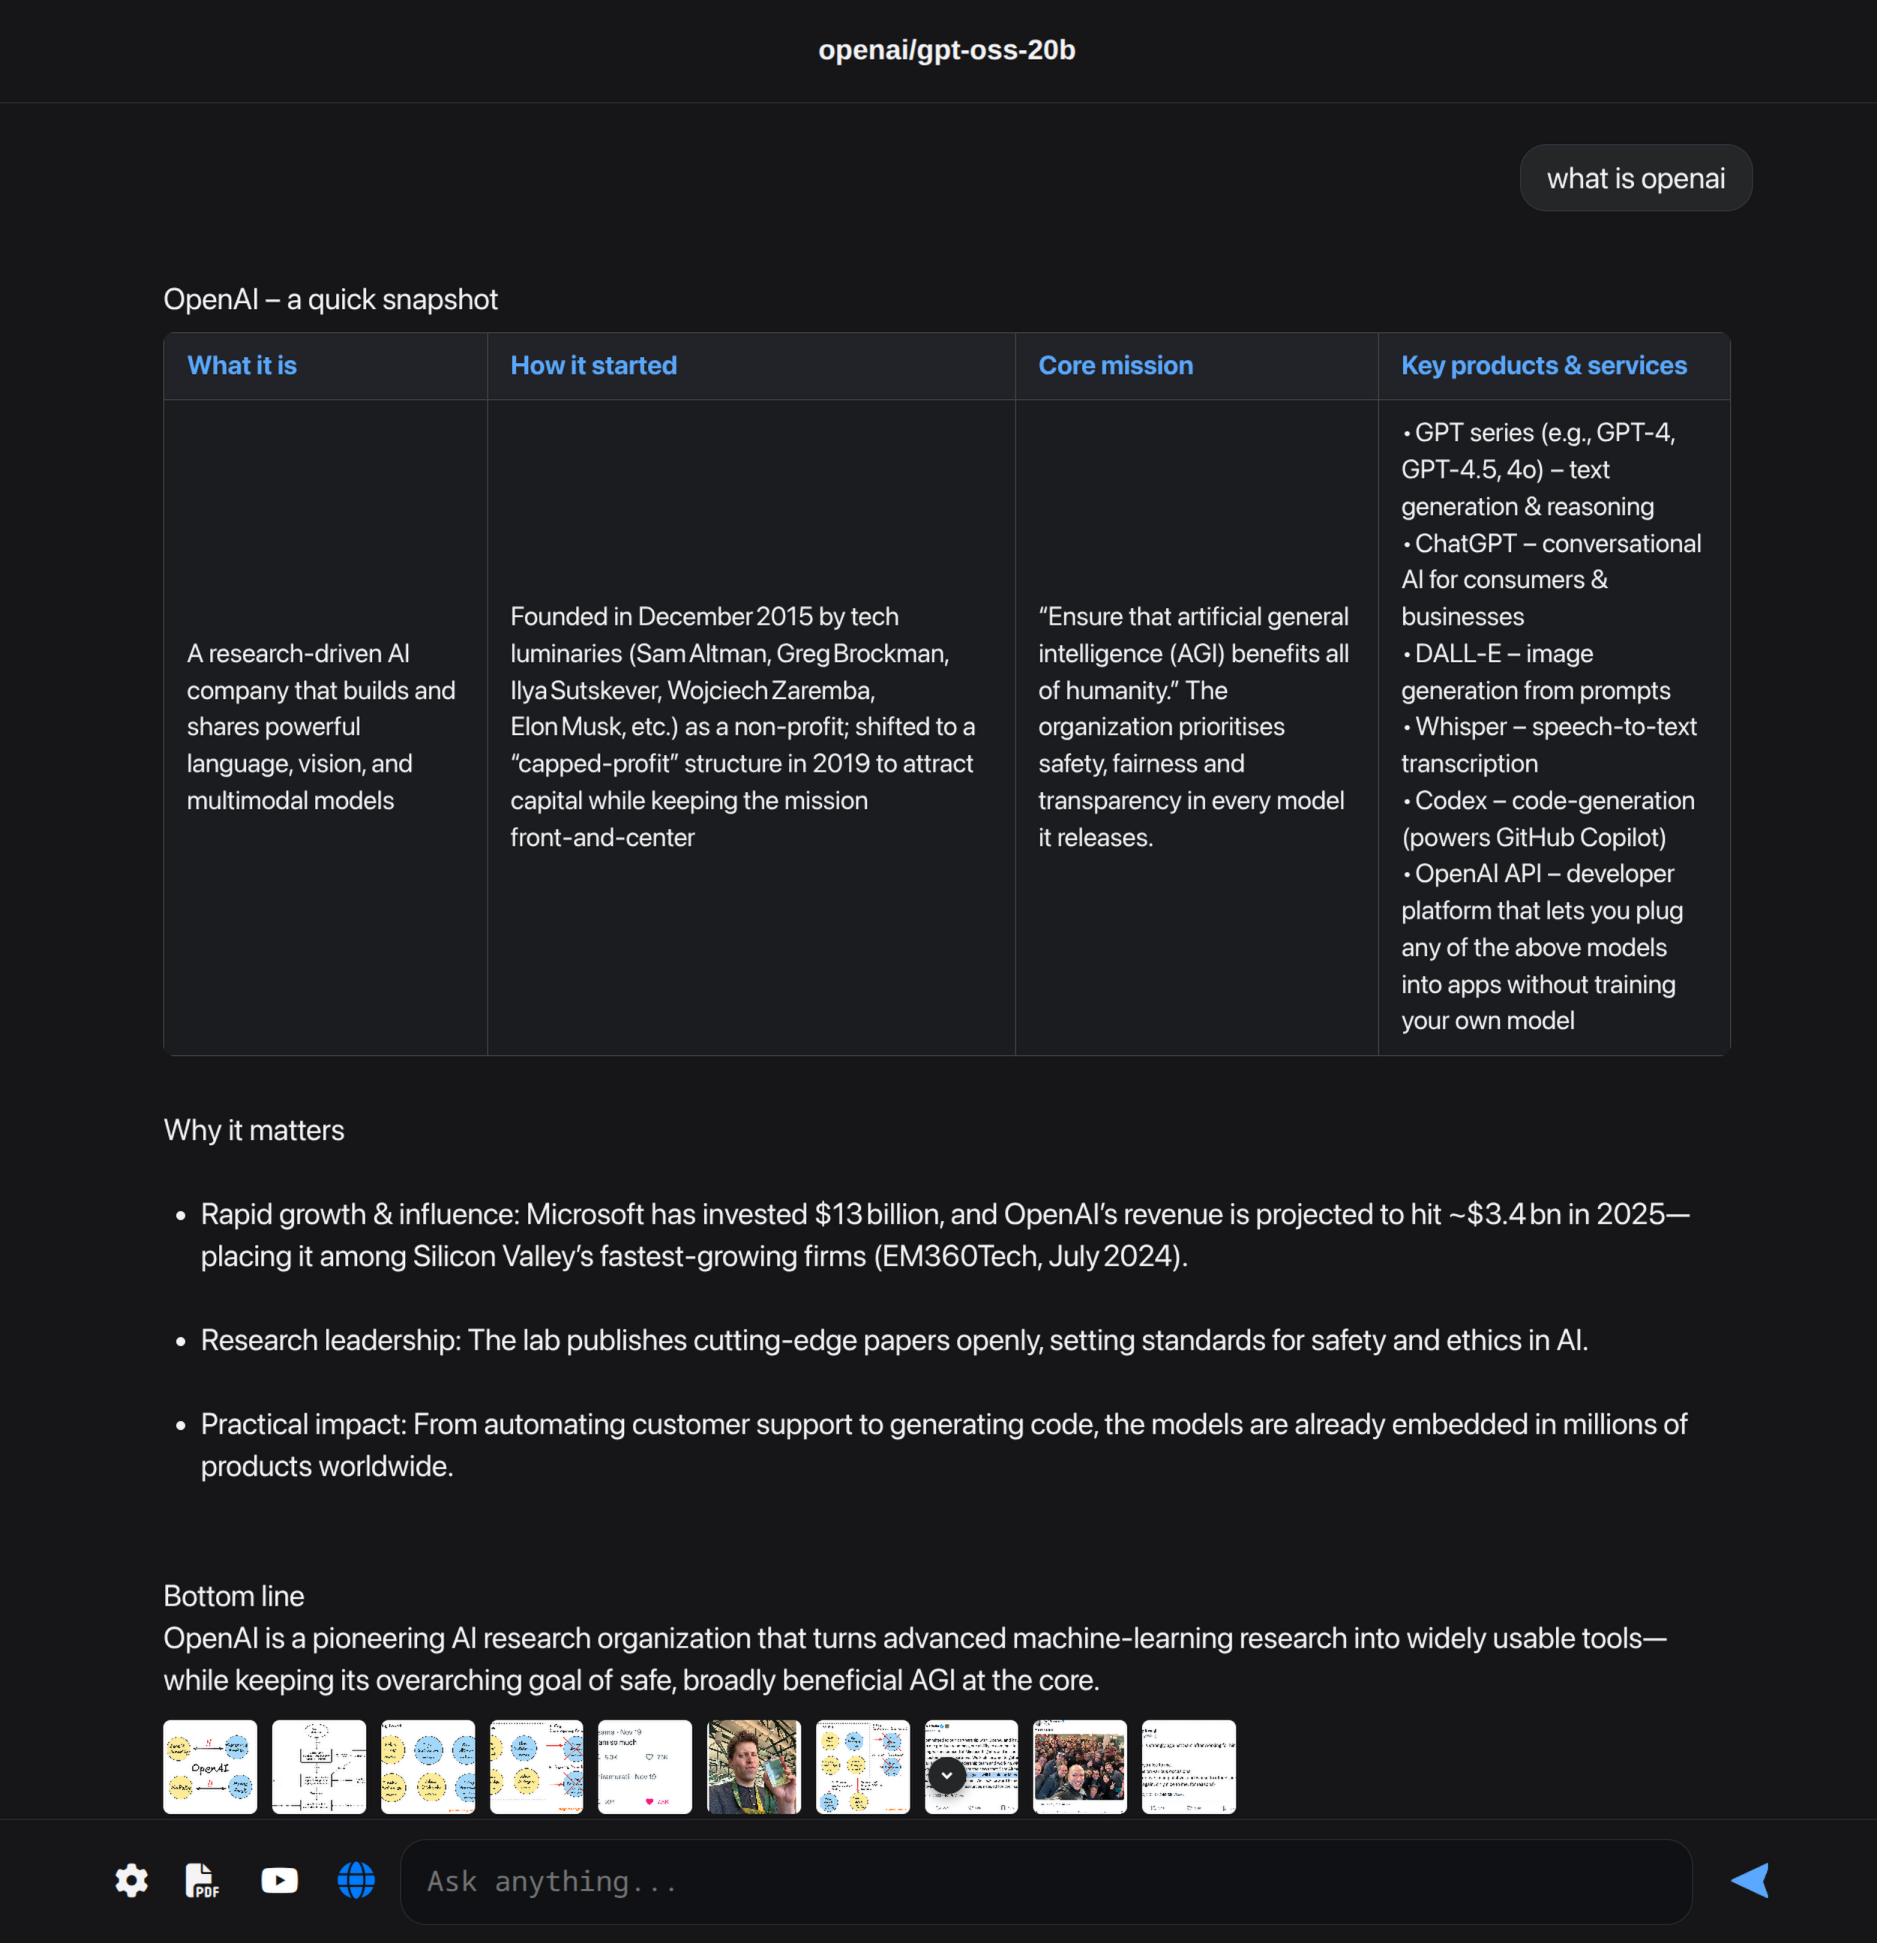 openai/gpt-oss-20b
what is openai
OpenAI – a quick snapshot
What it is
How it started
Core mission
Key products & services
A research-driven AI
company that builds and
shares powerful
language, vision, and
multimodal models
Founded in December 2015 by tech
luminaries (Sam Altman, Greg Brockman,
Ilya Sutskever, Wojciech Zaremba,
Elon Musk, etc.) as a non-profit; shifted to a
“capped-profit” structure in 2019 to attract
capital while keeping the mission
front-and-center
“Ensure that artificial general
intelligence (AGI) benefits all
of humanity.” The
organization prioritises
safety, fairness and
transparency in every model
it releases.
• GPT series (e.g., GPT-4,
GPT-4.5, 4o) – text
generation & reasoning
• ChatGPT – conversational
AI for consumers &
businesses
• DALL-E – image
generation from prompts
• Whisper – speech-to-text
transcription
• Codex – code-generation
(powers GitHub Copilot)
• OpenAI API – developer
platform that lets you plug
any of the above models
into apps without training
your own model
Why it matters
• Rapid growth & influence: Microsoft has invested $13 billion, and OpenAI’s revenue is projected to hit ~$3.4 bn in 2025—
placing it among Silicon Valley’s fastest-growing firms (EM360Tech, July 2024).
• Research leadership: The lab publishes cutting-edge papers openly, setting standards for safety and ethics in AI.
• Practical impact: From automating customer support to generating code, the models are already embedded in millions of
products worldwide.
Bottom line
OpenAI is a pioneering AI research organization that turns advanced machine-learning research into widely usable tools—
while keeping its overarching goal of safe, broadly beneficial AGI at the core.
OpenAI
Nov 19
am so much
Nov 19
PDF
Ask anything...